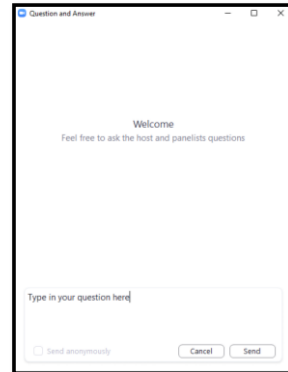 Question and Answer
Welcome
Feel free to ask the host and panelists questions
Type in your question here
Send anonymously
Cancel
Send